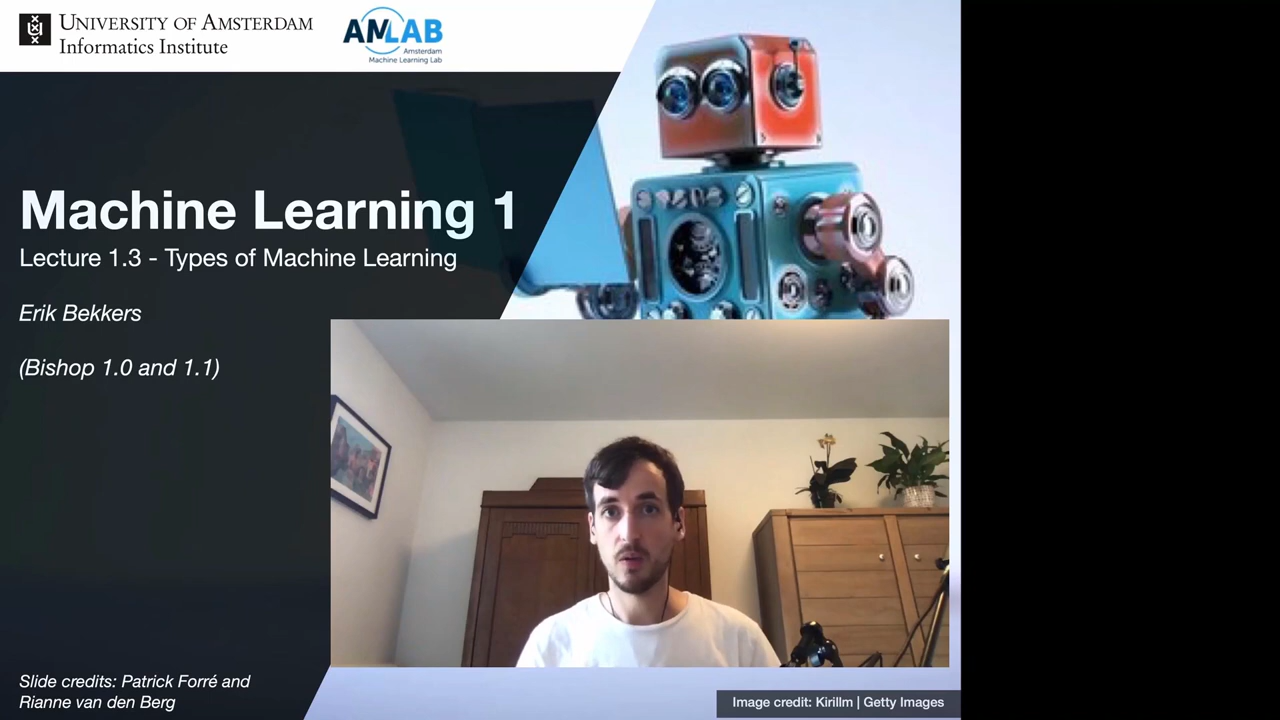 UNIVERSITY OF AMSTERDAM
Informatics Institute
AMLAB
Amsterdam
Machine Learning Lab
Machine Learning 1
Lecture 1.3 - Types of Machine Learning
Erik Bekkers
(Bishop 1.0 and 1.1)
Slide credits: Patrick Forré and
Rianne van den Berg
Image credit: Kirillm | Getty Images